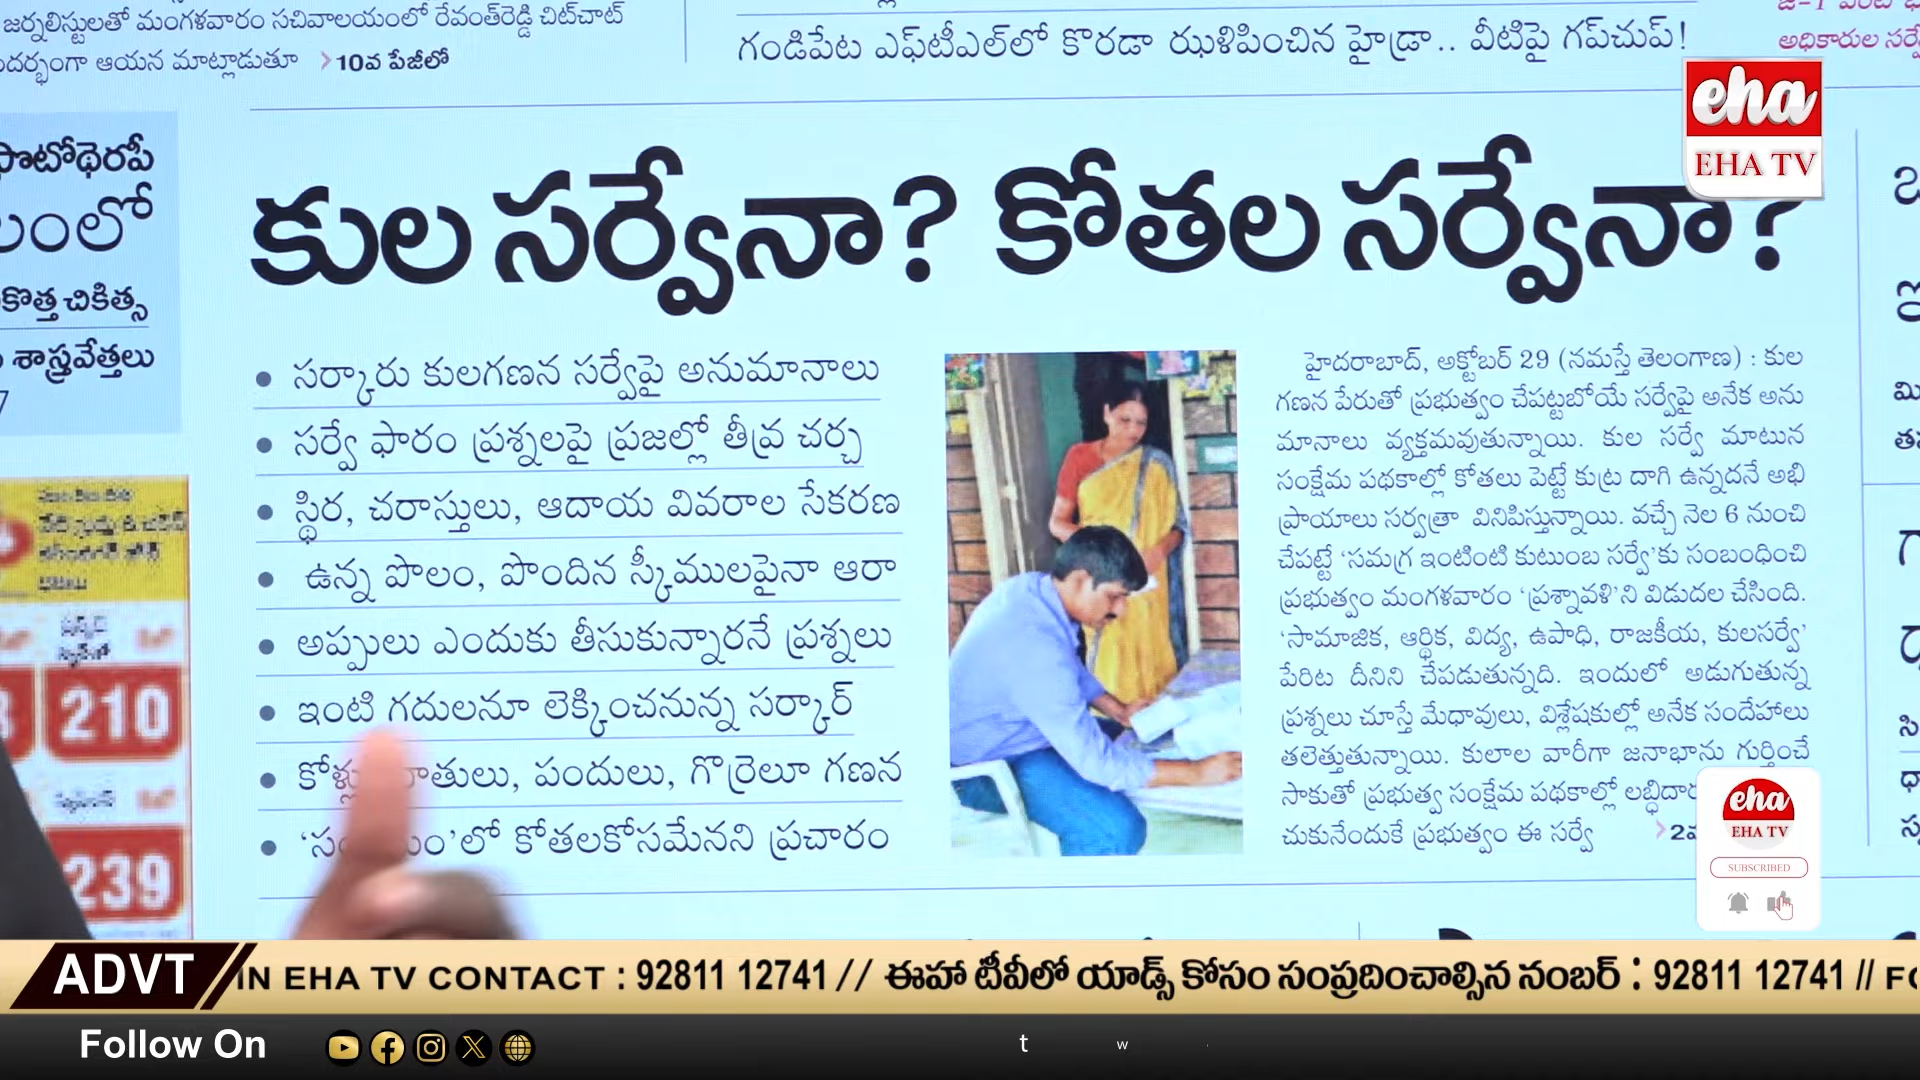 జర్నలిస్టులతో మంగళవారం సచివాలయంలో రేవంత్‌రెడ్డి చిట్‌చాట్
ఆయన మాట్లాడుతూ
10వ పేజీలో
గండిపేట ఎఫ్‌టీఎల్‌లో కొరడా ఝళిపించిన హైడ్రా.. వీటిపై గప్‌చుప్!
అధికారుల
eha
EHA TV
కొత్త చికిత్స
శాస్త్రవేత్తలు
210
239
కుల సర్వేనా? కోతల సర్వేనా?
• సర్కారు కులగణన సర్వేపై అనుమానాలు
• సర్వే ఫారం ప్రశ్నలపై ప్రజల్లో తీవ్ర చర్చ
• స్థిర, చరాస్తులు, ఆదాయ వివరాల సేకరణ
• ఉన్న పొలం, పొందిన స్కీములపైనా ఆరా
• అప్పులు ఎందుకు తీసుకున్నారనే ప్రశ్నలు
• ఇంటి గదులనూ లెక్కించనున్న సర్కార్
• పందులు, గొర్రెలూ గణన
• కోతలకోసమేనని ప్రచారం
హైదరాబాద్, అక్టోబర్ 29 (నమస్తే తెలంగాణ) : కుల
గణన పేరుతో ప్రభుత్వం చేపట్టబోయే సర్వేపై అనేక అను
మానాలు వ్యక్తమవుతున్నాయి. కుల సర్వే మాటున
సంక్షేమ పథకాల్లో కోతలు పెట్టే కుట్ర దాగి ఉన్నదనే అభి
ప్రాయాలు సర్వత్రా వినిపిస్తున్నాయి. వచ్చే నెల 6 నుంచి
చేపట్టే ‘సమగ్ర ఇంటింటి కుటుంబ సర్వే’కు సంబంధించి
ప్రభుత్వం మంగళవారం ‘ప్రశ్నావళి’ని విడుదల చేసింది.
‘సామాజిక, ఆర్థిక, విద్య, ఉపాధి, రాజకీయ, కులసర్వే’
పేరిట దీనిని చేపడుతున్నది. ఇందులో అడుగుతున్న
ప్రశ్నలు చూస్తే మేధావులు, విశ్లేషకుల్లో అనేక సందేహాలు
తలెత్తుతున్నాయి. కులాల వారీగా జనాభాను గుర్తించే
సాకుతో ప్రభుత్వ సంక్షేమ పథకాల్లో
చుకునేందుకే ప్రభుత్వం ఈ సర్వే
eha
EHA TV
SUBSCRIBED
ADVT
IN EHA TV CONTACT : 92811 12741 // ఈహా టీవీలో యాడ్స్ కోసం సంప్రదించాల్సిన నంబర్ : 92811 12741 //
Follow On